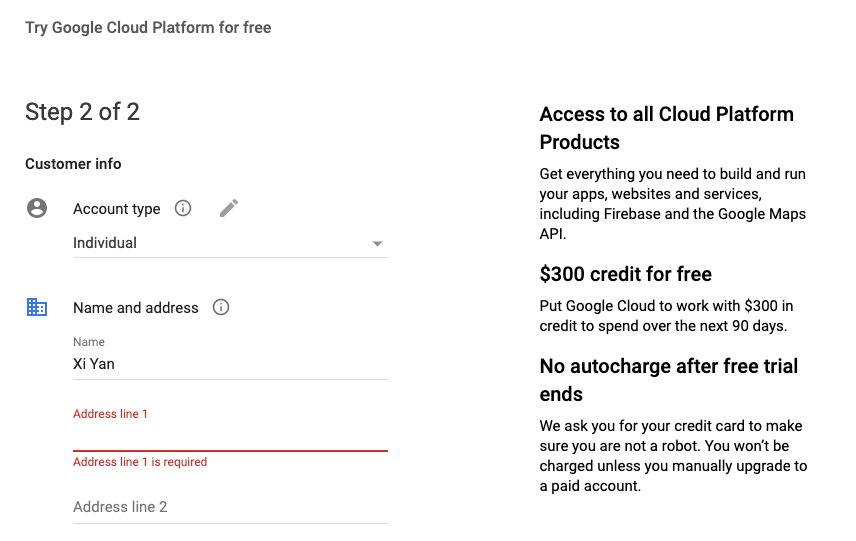 Try Google Cloud Platform for free
Step 2 of 2
Customer info
Account type
Individual
Name and address
Name
Xi Yan
Address line 1
Address line 1 is required
Address line 2
Access to all Cloud Platform
Products
Get everything you need to build and run
your apps, websites and services,
including Firebase and the Google Maps
API.
$300 credit for free
Put Google Cloud to work with $300 in
credit to spend over the next 90 days.
No autocharge after free trial
ends
We ask you for your credit card to make
sure you are not a robot. You won’t be
charged unless you manually upgrade to
a paid account.